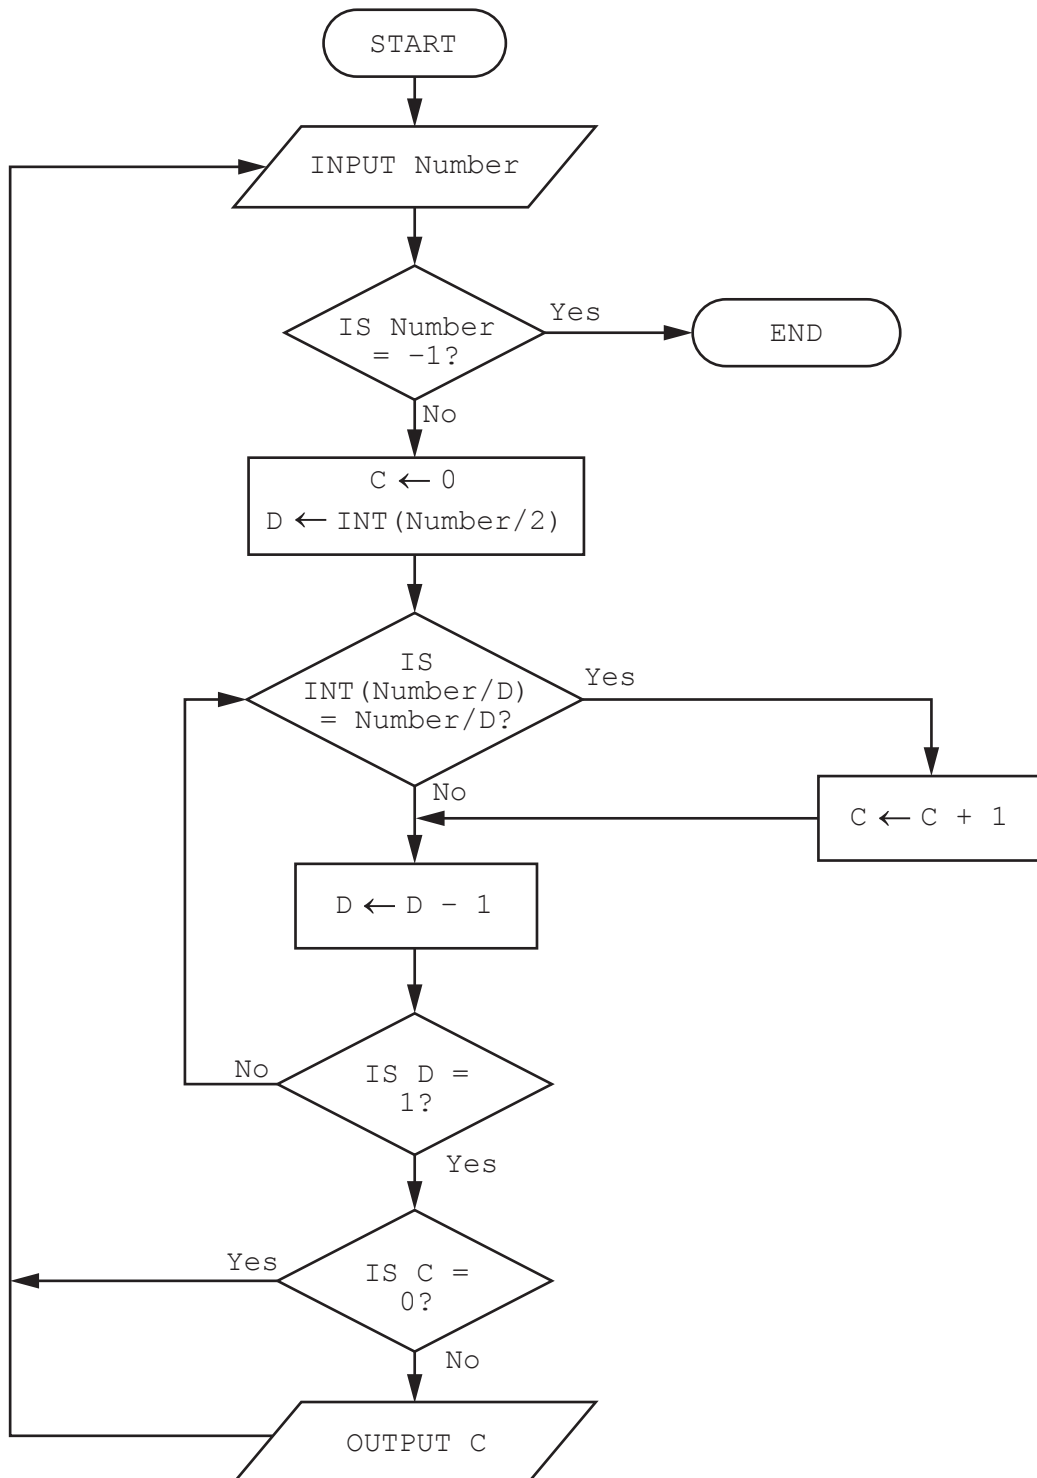 START
INPUT Number
IS Number
= –1?
Yes
END
No
C ← 0
D ← INT(Number/2)
IS
INT(Number/D)
= Number/D?
Yes
No
C ← C + 1
D ← D – 1
No
IS D =
1?
Yes
Yes
IS C =
0?
No
OUTPUT C